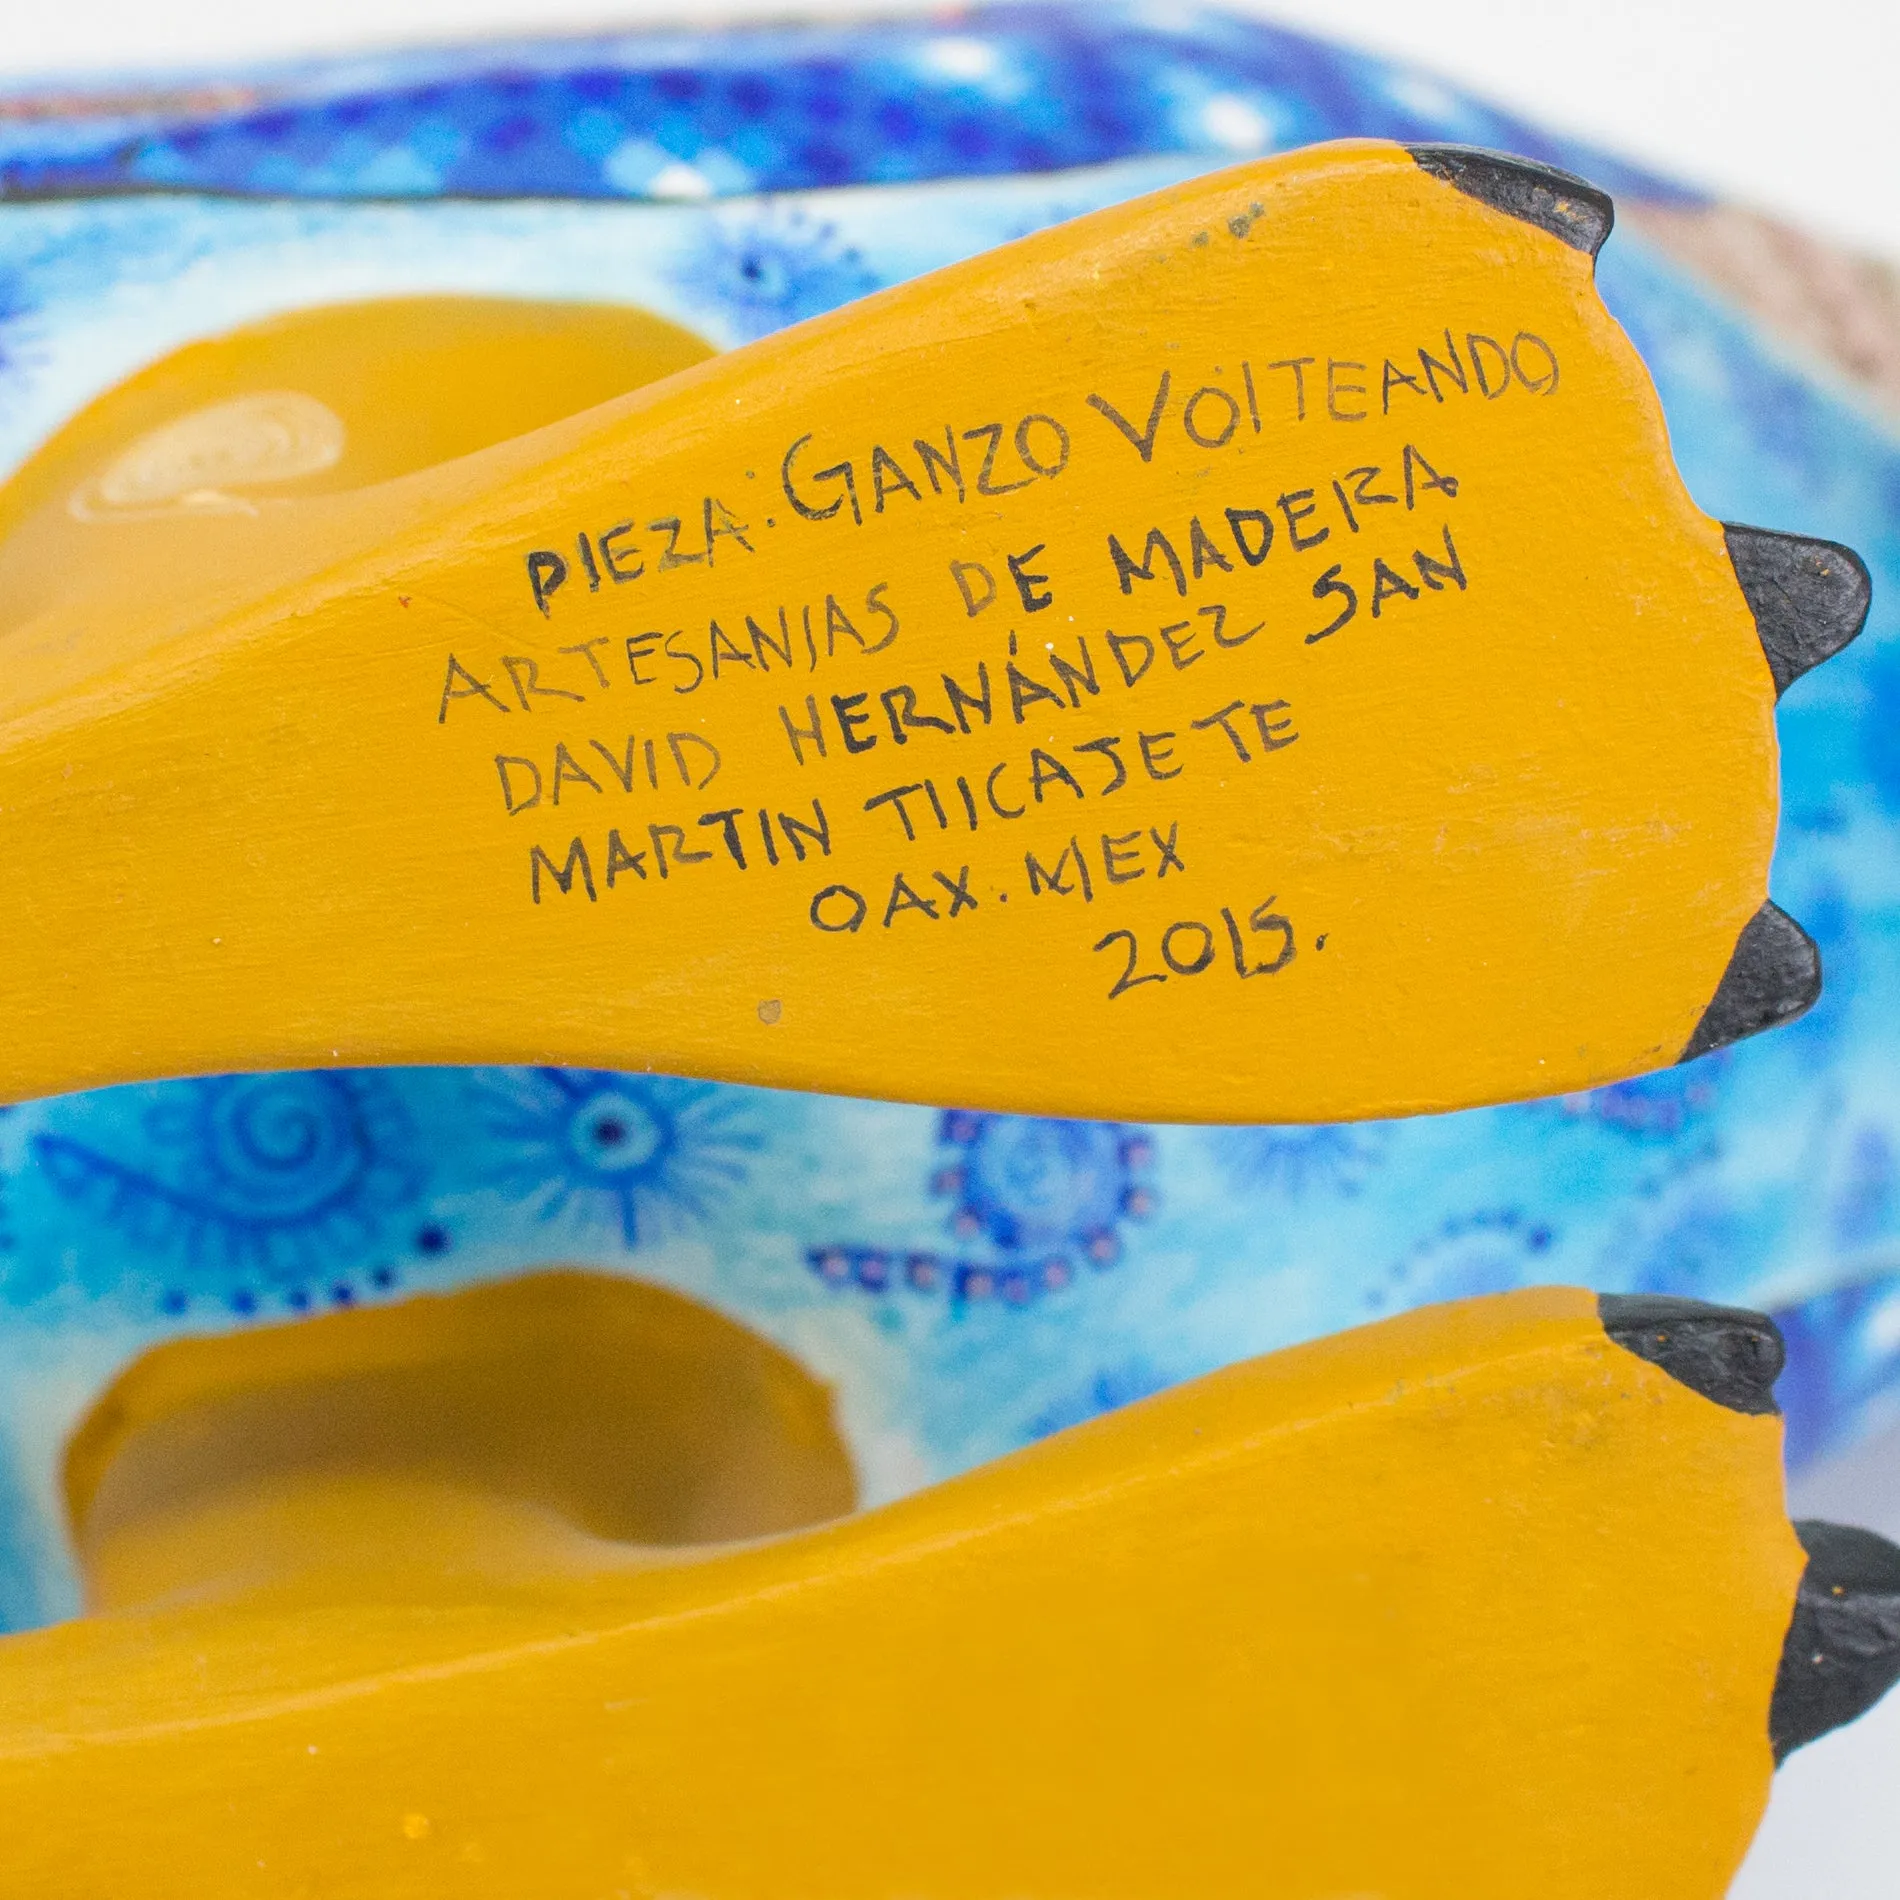 PIEZA: GANZO VOLTEANDO
ARTESANIAS DE MADERA
DAVID HERNÁNDEZ SAN
MARTIN TIICAJETE
OAX. MEX
2015.